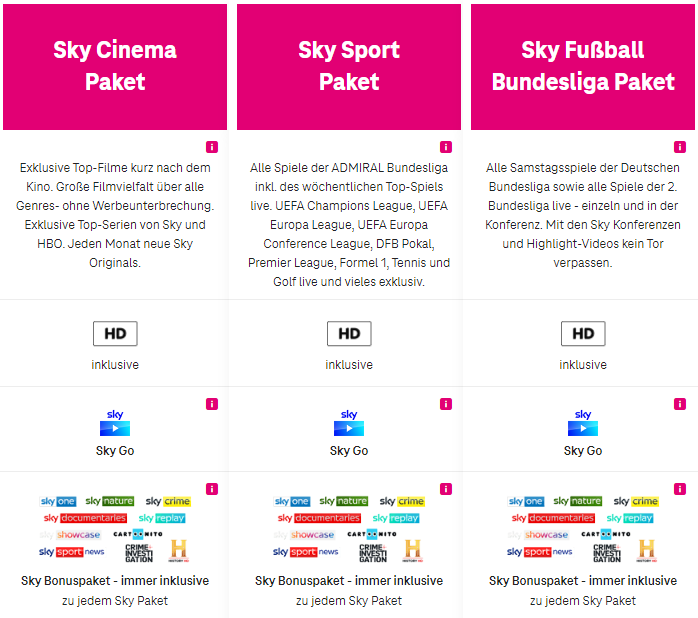 Sky Cinema
Paket
Exklusive Top-Filme kurz nach dem
Kino. Große Filmvielfalt über alle
Genres- ohne Werbeunterbrechung.
Exklusive Top-Serien von Sky und
HBO. Jeden Monat neue Sky
Originals.
HD
inklusive
sky
Sky Go
sky one sky nature sky crime
sky documentaries sky replay
sky showcase CARTOONITO
sky sport news CRIME+ INVESTIGATION H HISTORY HD
Sky Bonuspaket - immer inklusive
zu jedem Sky Paket
Sky Sport
Paket
Alle Spiele der ADMIRAL Bundesliga
inkl. des wöchentlichen Top-Spiels
live. UEFA Champions League, UEFA
Europa League, UEFA Europa
Conference League, DFB Pokal,
Premier League, Formel 1, Tennis und
Golf live und vieles exklusiv.
HD
inklusive
sky
Sky Go
sky one sky nature sky crime
sky documentaries sky replay
sky showcase CARTOONITO
sky sport news CRIME+ INVESTIGATION H HISTORY HD
Sky Bonuspaket - immer inklusive
zu jedem Sky Paket
Sky Fußball
Bundesliga Paket
Alle Samstagsspiele der Deutschen
Bundesliga sowie alle Spiele der 2.
Bundesliga live - einzeln und in der
Konferenz. Mit den Sky Konferenzen
und Highlight-Videos kein Tor
verpassen.
HD
inklusive
sky
Sky Go
sky one sky nature sky crime
sky documentaries sky replay
sky showcase CARTOONITO
sky sport news CRIME+ INVESTIGATION H HISTORY HD
Sky Bonuspaket - immer inklusive
zu jedem Sky Paket